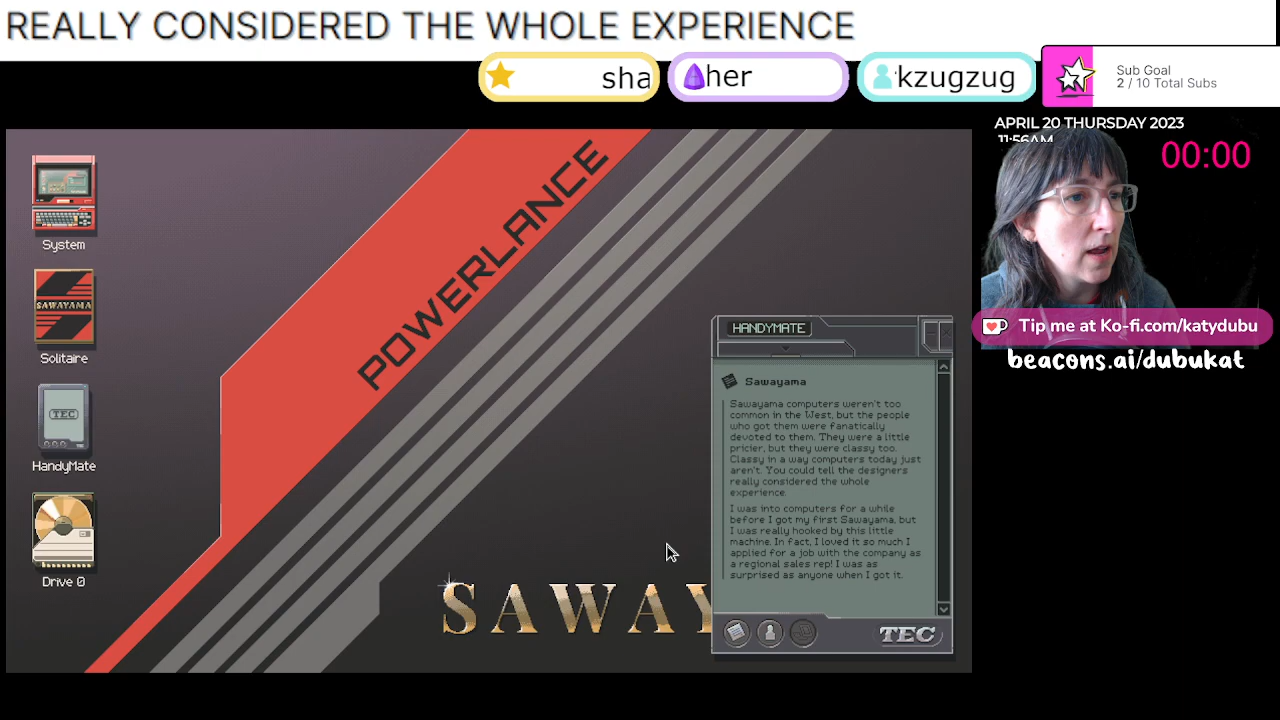 REALLY CONSIDERED THE WHOLE EXPERIENCE
sha
her
kzugzug
Sub Goal
2 / 10 Total Subs
APRIL 20 THURSDAY 2023
11:56AM
00:00
Tip me at Ko-fi.com/katydubu
beacons.ai/dubukat
System
SAWAYAMA
Solitaire
TEC
HandyMate
Drive 0
POWERLANCE
SAWAY
HANDYMATE
Sawayama
Sawayama computers weren't too
common in the West, but the people
who got them were fanatically
devoted to them. They were a little
pricier, but they were classy too.
Classy in a way computers today just
aren't. You could tell the designers
really considered the whole
experience.
I was into computers for a while
before I got my first Sawayama, but
I was really hooked by this little
machine. In fact, I loved it so much I
applied for a job with the company as
a regional sales rep! I was as
surprised as anyone when I got it.
TEC